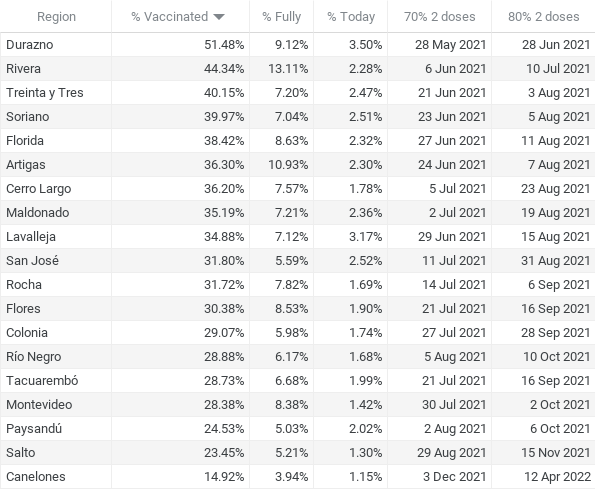 Region % Vaccinated % Fully % Today 70% 2 doses 80% 2 doses
Durazno 51.48% 9.12% 3.50% 28 May 2021 28 Jun 2021
Rivera 44.34% 13.11% 2.28% 6 Jun 2021 10 Jul 2021
Treinta y Tres 40.15% 7.20% 2.47% 21 Jun 2021 3 Aug 2021
Soriano 39.97% 7.04% 2.51% 23 Jun 2021 5 Aug 2021
Florida 38.42% 8.63% 2.32% 27 Jun 2021 11 Aug 2021
Artigas 36.30% 10.93% 2.30% 24 Jun 2021 7 Aug 2021
Cerro Largo 36.20% 7.57% 1.78% 5 Jul 2021 23 Aug 2021
Maldonado 35.19% 7.21% 2.36% 2 Jul 2021 19 Aug 2021
Lavalleja 34.88% 7.12% 3.17% 29 Jun 2021 15 Aug 2021
San José 31.80% 5.59% 2.52% 11 Jul 2021 31 Aug 2021
Rocha 31.72% 7.82% 1.69% 14 Jul 2021 6 Sep 2021
Flores 30.38% 8.53% 1.90% 21 Jul 2021 16 Sep 2021
Colonia 29.07% 5.98% 1.74% 27 Jul 2021 28 Sep 2021
Río Negro 28.88% 6.17% 1.68% 5 Aug 2021 10 Oct 2021
Tacuarembó 28.73% 6.68% 1.99% 21 Jul 2021 16 Sep 2021
Montevideo 28.38% 8.38% 1.42% 30 Jul 2021 2 Oct 2021
Paysandú 24.53% 5.03% 2.02% 2 Aug 2021 6 Oct 2021
Salto 23.45% 5.21% 1.30% 29 Aug 2021 15 Nov 2021
Canelones 14.92% 3.94% 1.15% 3 Dec 2021 12 Apr 2022